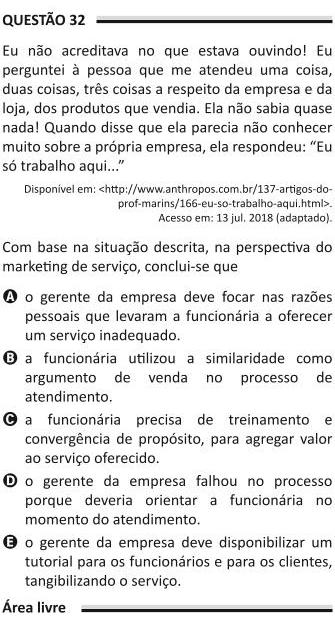 QUESTÃO 32
Eu não acreditava no que estava ouvindo! Eu
perguntei à pessoa que me atendeu uma coisa,
duas coisas, três coisas a respeito da empresa e da
loja, dos produtos que vendia. Ela não sabia quase
nada! Quando disse que ela parecia não conhecer
muito sobre a própria empresa, ela respondeu: “Eu
só trabalho aqui...”
Disponível em: <http://www.anthropos.com.br/137-artigos-do-
prof-marins/166-eu-so-trabalho-aqui.html>.
Acesso em: 13 jul. 2018 (adaptado).
Com base na situação descrita, na perspectiva do
marketing de serviço, conclui-se que
A o gerente da empresa deve focar nas razões
pessoais que levaram a funcionária a oferecer
um serviço inadequado.
B a funcionária utilizou a similaridade como
argumento de venda no processo de
atendimento.
C a funcionária precisa de treinamento e
convergência de propósito, para agregar valor
ao serviço oferecido.
D o gerente da empresa falhou no processo
porque deveria orientar a funcionária no
momento do atendimento.
E o gerente da empresa deve disponibilizar um
tutorial para os funcionários e para os clientes,
tangibilizando o serviço.
Área livre